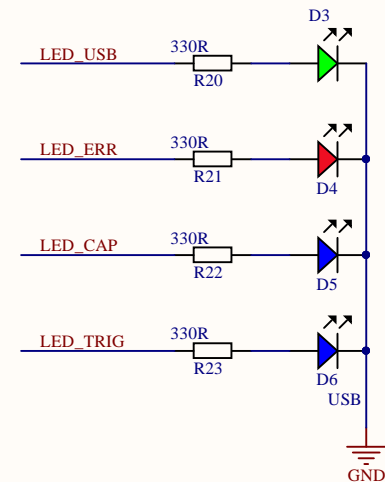 D3
LED_USB
330R
R20
LED_ERR
330R
R21
D4
LED_CAP
330R
R22
D5
LED_TRIG
330R
R23
D6
USB
GND